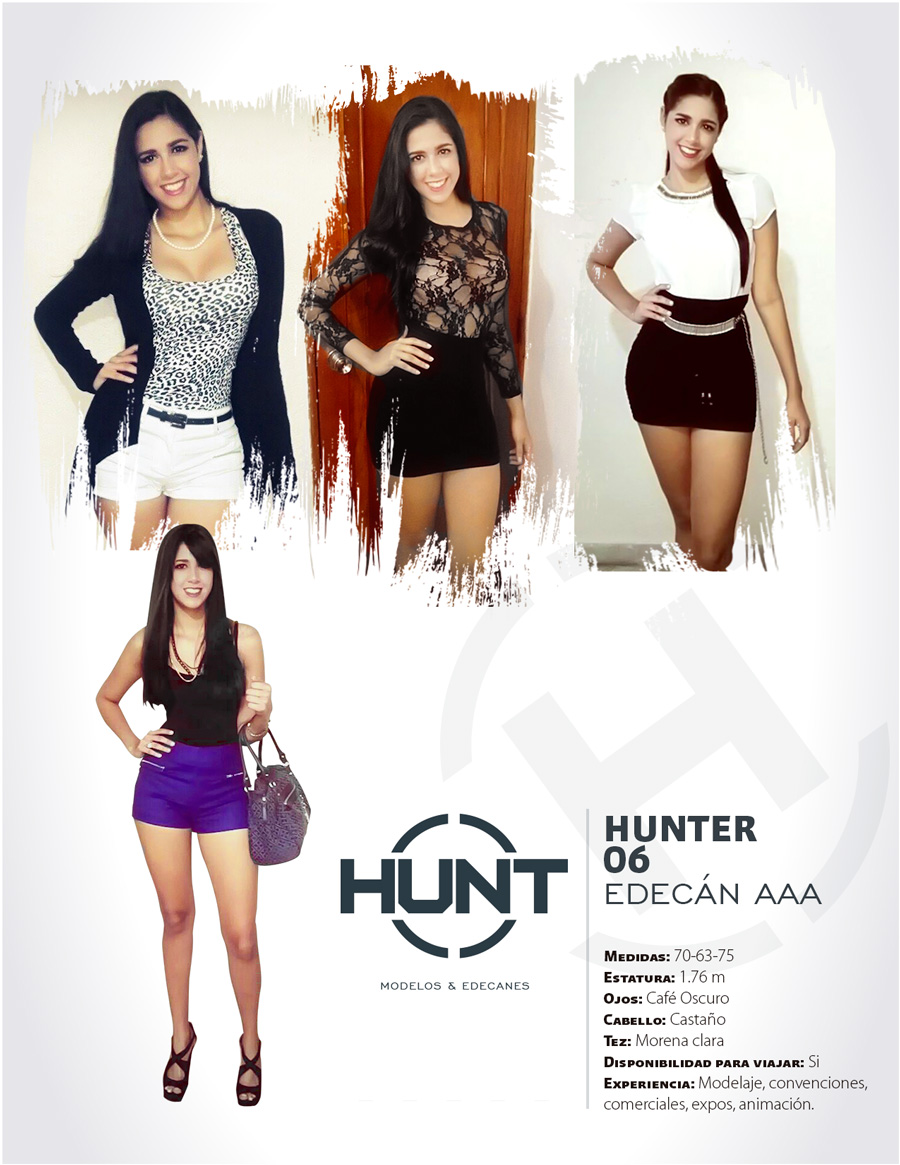 HUNT
MODELOS & EDECANES
HUNTER
06
EDECÁN AAA
MEDIDAS: 70-63-75
ESTATURA: 1.76 m
OJOS: Café Oscuro
CABELLO: Castaño
TEZ: Morena clara
DISPONIBILIDAD PARA VIAJAR: Si
EXPERIENCIA: Modelaje, convenciones,
comerciales, expos, animación.